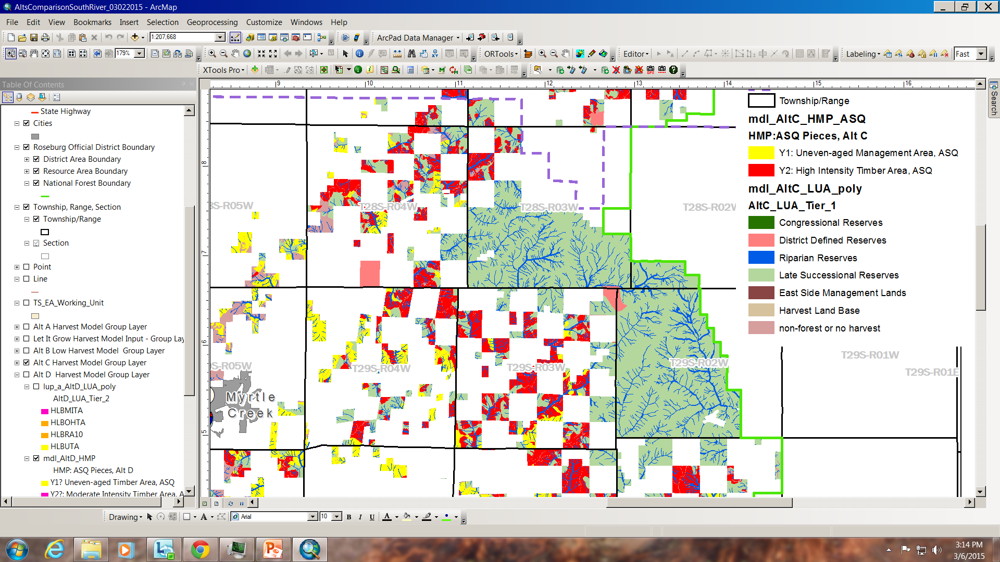 AltsComparisonSouthRiver_03022015 - ArcMap
File Edit View Bookmarks Insert Selection Geoprocessing Customize Windows Help
1:207,668
ArcPad Data Manager
179%
ORTools
Editor
Labeling
Fast
XTools Pro
Table Of Contents
State Highway
Cities
Roseburg Official District Boundary
District Area Boundary
Resource Area Boundary
National Forest Boundary
Township, Range, Section
Township/Range
Section
Point
Line
TS_EA_Working_Unit
Alt A Harvest Model Group Layer
Let It Grow Harvest Model Input - Group Lay
Alt B Low Harvest Model  Group Layer
Alt C Harvest Model Group Layer
Alt D  Harvest Model Group Layer
lup_a_AltD_LUA_poly
AltD_LUA_Tier_2
HLBMITA
HLBOHTA
HLBRA10
HLBUTA
mdl_AltD_HMP
HMP: ASQ Pieces, Alt D
Y1? Uneven-aged Timber Area, ASQ
Y2??: Moderate Intensity Timber Area, A
9 10 11 12 13 14 15 16
8
7
6
5
8S-R05W
T28S-R04W
T28S-R03W
T28S-R02W
9S-R05W
T29S-R04W
T29S-R03W
T29S-R02W
T29S-R01W
T29S-R01E
Myrtle
Creek
Township/Range
mdl_AltC_HMP_ASQ
HMP:ASQ Pieces, Alt C
Y1: Uneven-aged Management Area, ASQ
Y2: High Intensity Timber Area, ASQ
mdl_AltC_LUA_poly
AltC_LUA_Tier_1
Congressional Reserves
District Defined Reserves
Riparian Reserves
Late Successional Reserves
East Side Management Lands
Harvest Land Base
non-forest or no harvest
Search
Drawing
A
Arial
10
B I U A
3:14 PM
3/6/2015